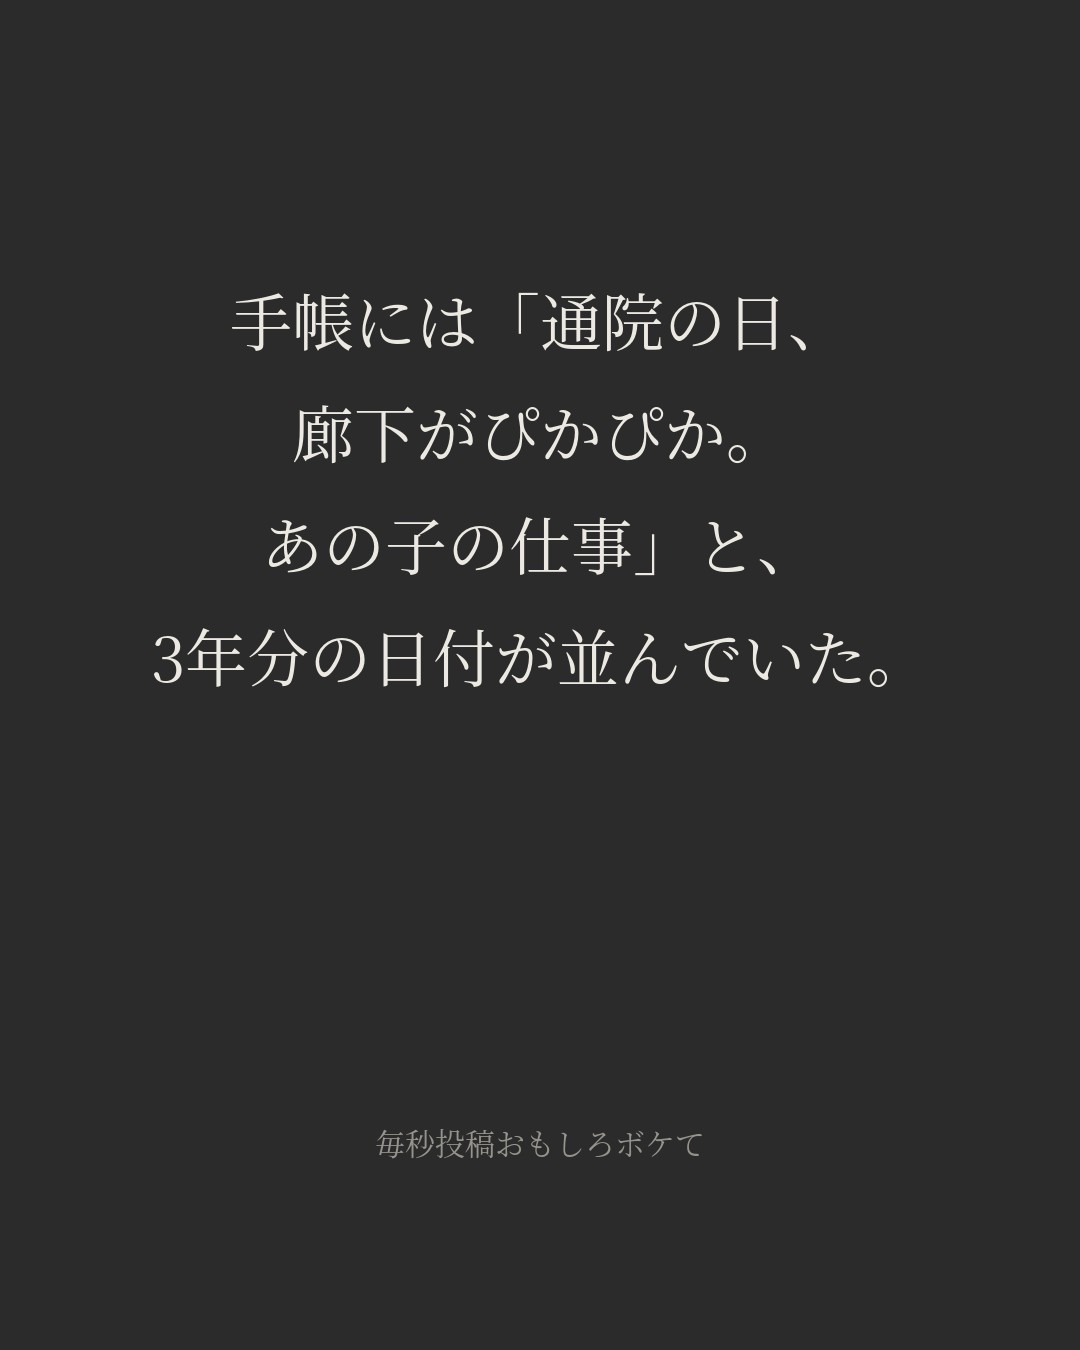 手帳には「通院の日、
廊下がぴかぴか。
あの子の仕事」と、
3年分の日付が並んでいた。
毎秒投稿おもしろボケて